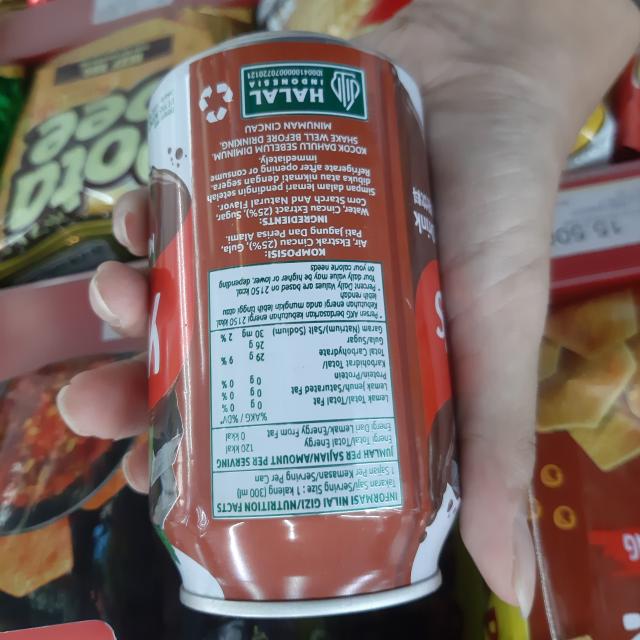 INFORMASI NILAI GIZI/NUTRITION FACTS
Takaran Saji/Serving Size : 1 kaleng (300 ml)
1 Sajian Per Kemasan/Serving Per Can
JUMLAH PER SAJIAN/AMOUNT PER SERVING
Energi Total/Total Energy 120 kkal
Energi Dari Lemak/Energy From Fat 0 kkal
%AKG / %DV*
Lemak Total/Total Fat 0 g 0 %
Lemak Jenuh/Saturated Fat 0 g 0 %
Protein/Protein 0 g 0 %
Karbohidrat Total/ 29 g 9 %
Total Carbohydrate
Gula/Sugar 26 g
Garam (Natrium)/Salt (Sodium) 30 mg 2 %
* Persen AKG berdasarkan kebutuhan energi 2150 kkal.
Kebutuhan energi anda mungkin lebih tinggi atau
lebih rendah
* Percent Daily Values are based on 2150 kcal.
Your daily value may be higher or lower, depending
on your calorie needs
KOMPOSISI:
Air, Ekstrak Cincau (25%), Gula,
Pati Jagung Dan Perisa Alami.
INGREDIENTS:
Water, Cincau Extract (25%), Sugar,
Corn Starch And Natural Flavor.
Simpan dalam lemari pendingin setelah
dibuka atau nikmati dengan segera.
Refrigerate after opening or consume
immediately.
KOCOK DAHULU SEBELUM DIMINUM.
SHAKE WELL BEFORE DRINKING.
MINUMAN CINCAU
HALAL
INDONESIA
ID00410000070720121
15.50